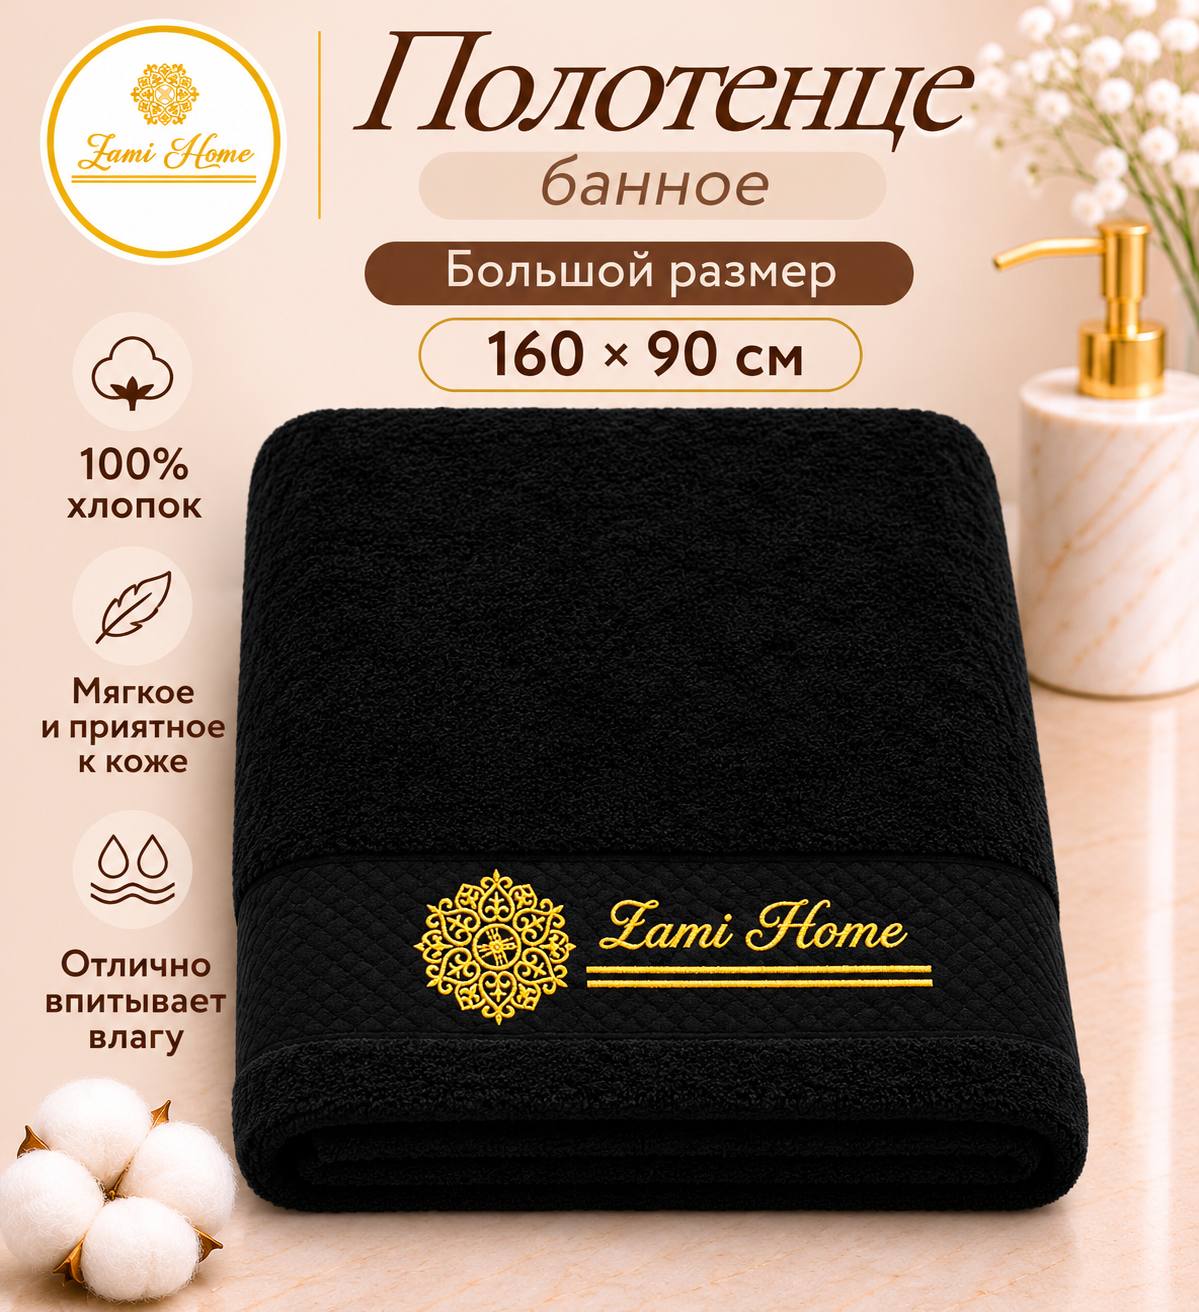 Zami Home
Полотенце
банное
Большой размер
160 × 90 см
100%
хлопок
Мягкое
и приятное
к коже
Отлично
впитывает
влагу
Zami Home